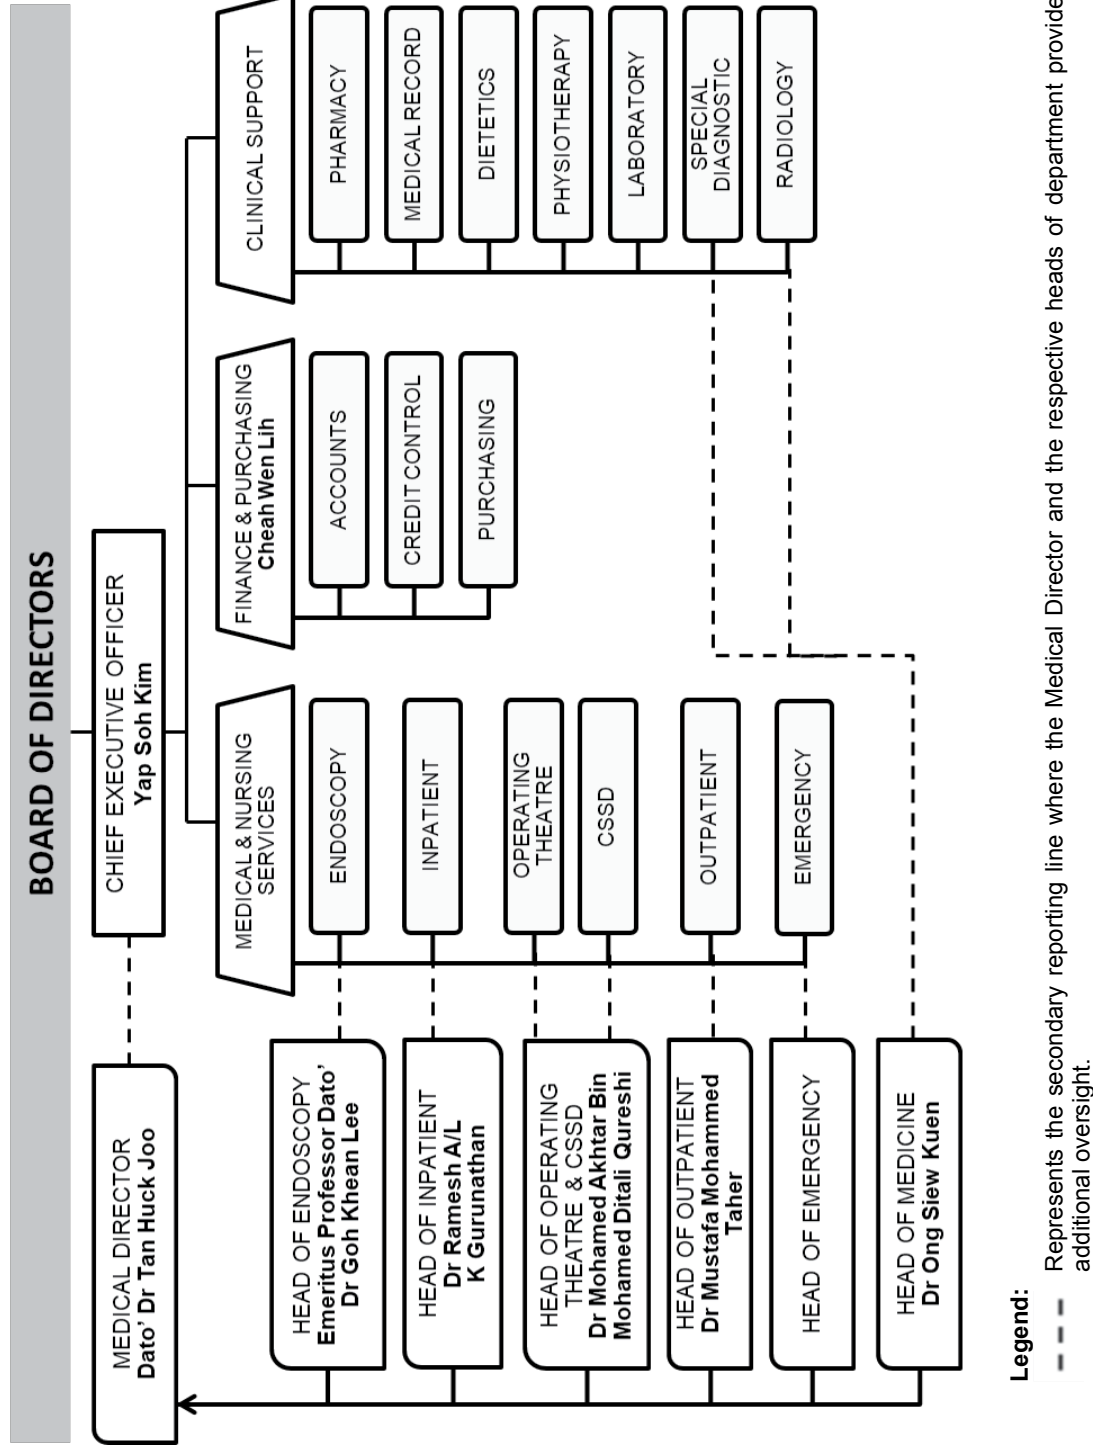 BOARD OF DIRECTORS
MEDICAL DIRECTOR
Dato’ Dr Tan Huck Joo
CHIEF EXECUTIVE OFFICER
Yap Soh Kim
HEAD OF ENDOSCOPY
Emeritus Professor Dato’
Dr Goh Khean Lee
HEAD OF INPATIENT
Dr Ramesh A/L
K Gurunathan
HEAD OF OPERATING
THEATRE & CSSD
Dr Mohamed Akhtar Bin
Mohamed Ditali Qureshi
HEAD OF OUTPATIENT
Dr Mustafa Mohammed
Taher
HEAD OF EMERGENCY
HEAD OF MEDICINE
Dr Ong Siew Kuen
MEDICAL & NURSING
SERVICES
ENDOSCOPY
INPATIENT
OPERATING
THEATRE
CSSD
OUTPATIENT
EMERGENCY
FINANCE & PURCHASING
Cheah Wen Lih
ACCOUNTS
CREDIT CONTROL
PURCHASING
CLINICAL SUPPORT
PHARMACY
MEDICAL RECORD
DIETETICS
PHYSIOTHERAPY
LABORATORY
SPECIAL
DIAGNOSTIC
RADIOLOGY
Legend:
Represents the secondary reporting line where the Medical Director and the respective heads of department provide
additional oversight.